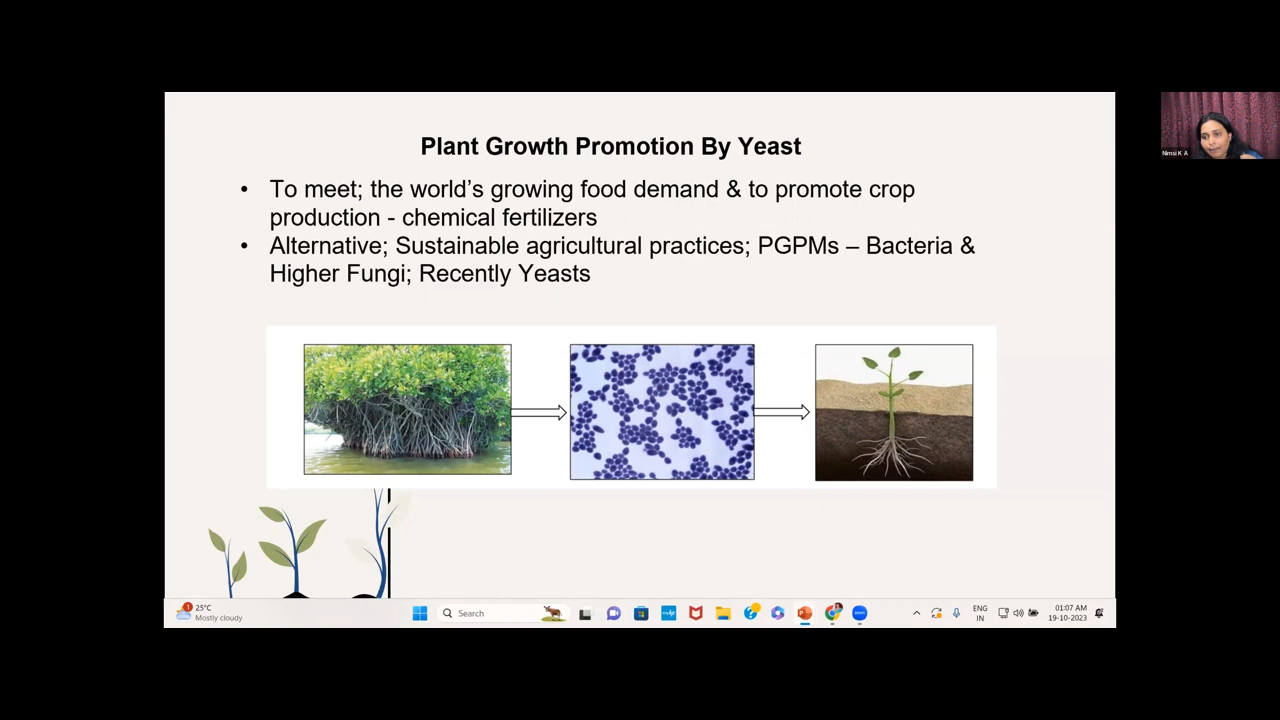 Plant Growth Promotion By Yeast
• To meet; the world's growing food demand & to promote crop
production - chemical fertilizers
• Alternative; Sustainable agricultural practices; PGPMs – Bacteria &
Higher Fungi; Recently Yeasts
Nimsi K A
1
25°C
Mostly cloudy
Search
ENG
IN
01:07 AM
19-10-2023